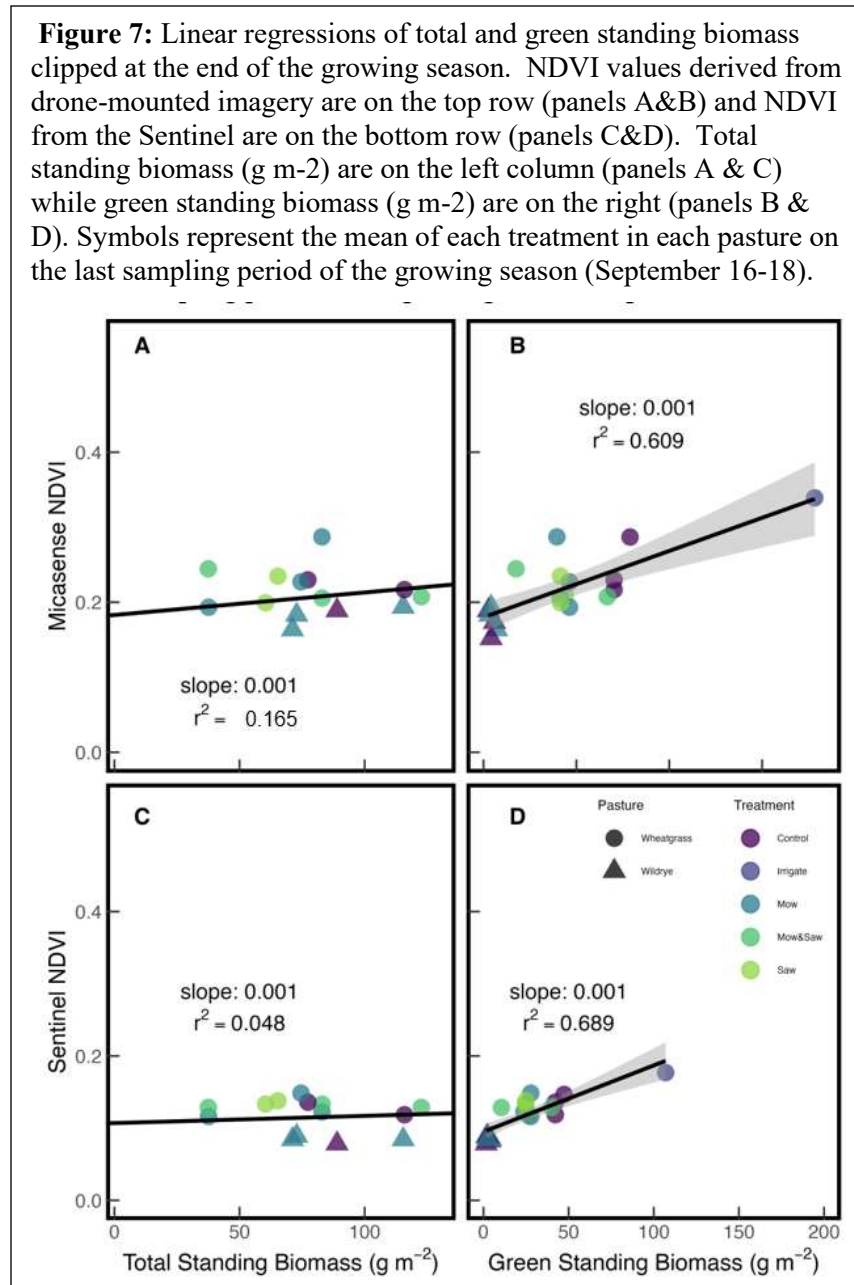 Figure 7: Linear regressions of total and green standing biomass
clipped at the end of the growing season. NDVI values derived from
drone-mounted imagery are on the top row (panels A&B) and NDVI
from the Sentinel are on the bottom row (panels C&D). Total
standing biomass (g m-2) are on the left column (panels A & C)
while green standing biomass (g m-2) are on the right (panels B &
D). Symbols represent the mean of each treatment in each pasture on
the last sampling period of the growing season (September 16-18).
A
slope: 0.001
r² = 0.165
B
slope: 0.001
r² = 0.609
Micasense NDVI
0.4
0.2
0.0
C
slope: 0.001
r² = 0.048
D
slope: 0.001
r² = 0.689
Pasture
Wheatgrass
Wildrye
Treatment
Control
Irrigate
Mow
Mow&Saw
Saw
Sentinel NDVI
0.4
0.2
0.0
0 50 100
0 50 100 150 200
Total Standing Biomass (g m⁻²)
Green Standing Biomass (g m⁻²)